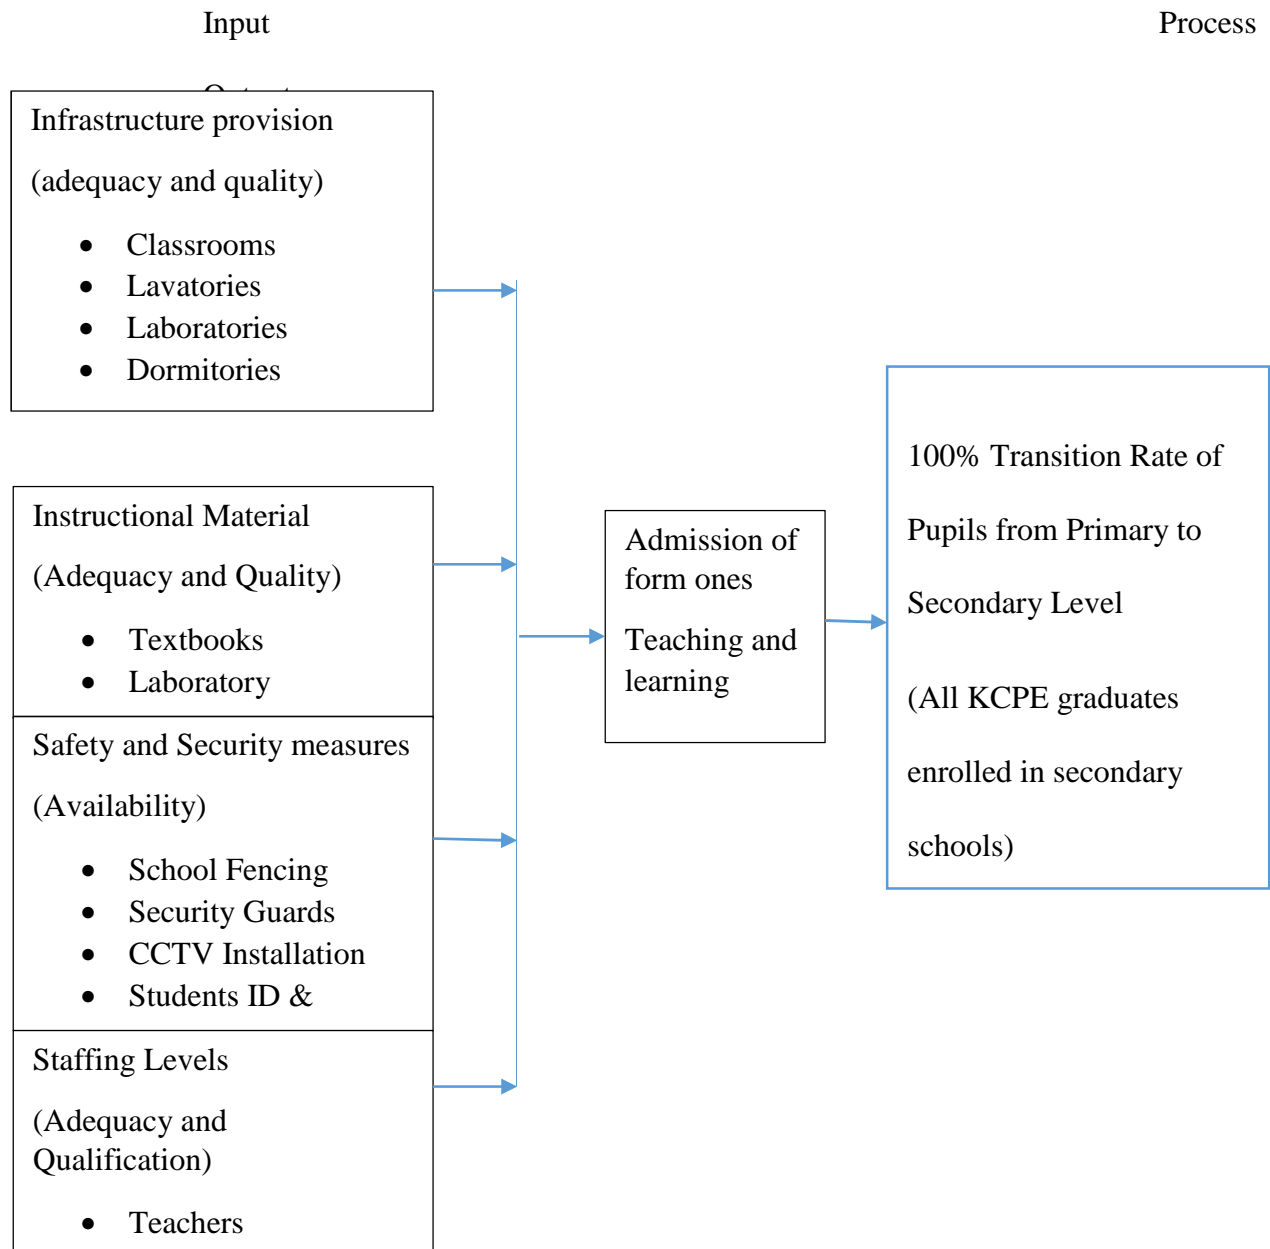 Input Process
Infrastructure provision
(adequacy and quality)
• Classrooms
• Lavatories
• Laboratories
• Dormitories
Instructional Material
(Adequacy and Quality)
• Textbooks
• Laboratory
Safety and Security measures
(Availability)
• School Fencing
• Security Guards
• CCTV Installation
• Students ID &
Staffing Levels
(Adequacy and
Qualification)
• Teachers
Admission of
form ones
Teaching and
learning
100% Transition Rate of
Pupils from Primary to
Secondary Level
(All KCPE graduates
enrolled in secondary
schools)